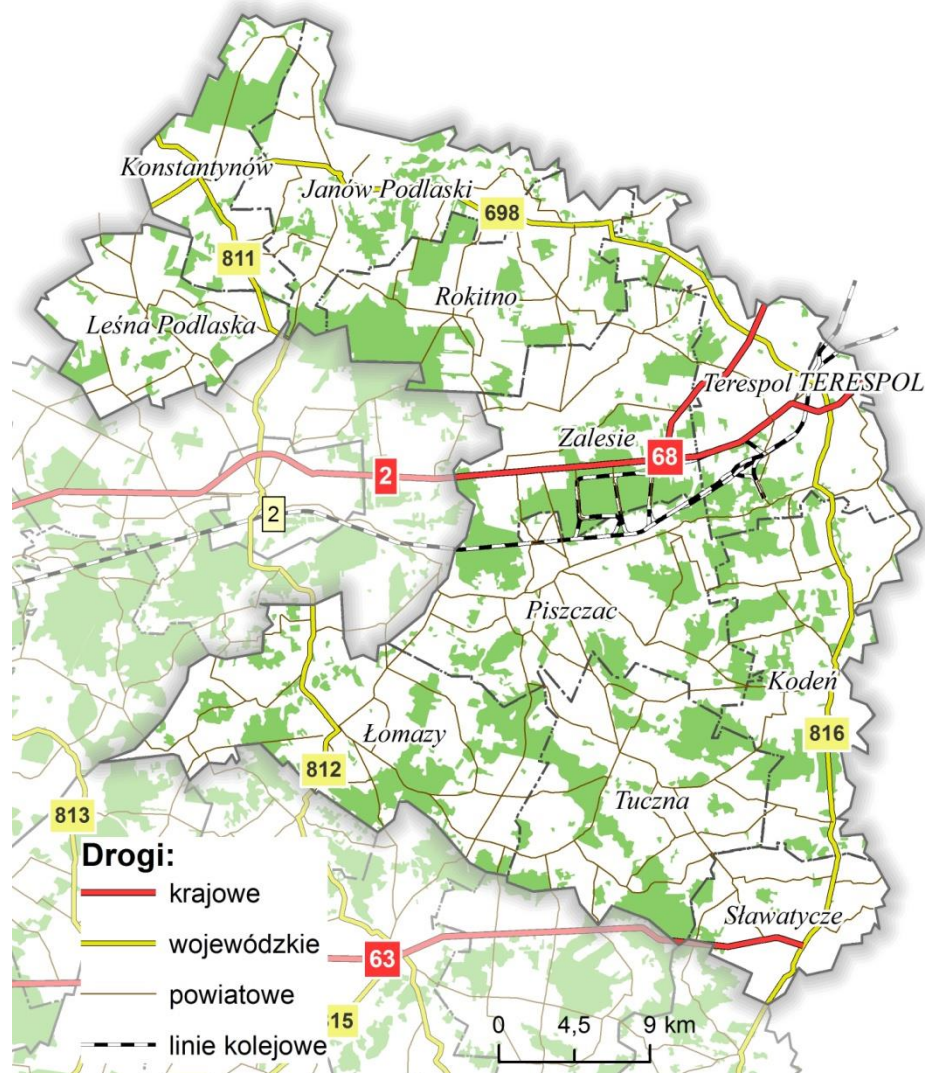 Konstantynów
Janów Podlaski
698
811
Rokitno
Leśna Podlaska
Terespol TERESPOL
Zalesie
68
2
2
Piszczac
Kodeń
Łomazy
816
812
Tuczna
813
Drogi:
krajowe
Sławatycze
wojewódzkie
63
powiatowe
15
0 4,5 9 km
linie kolejowe